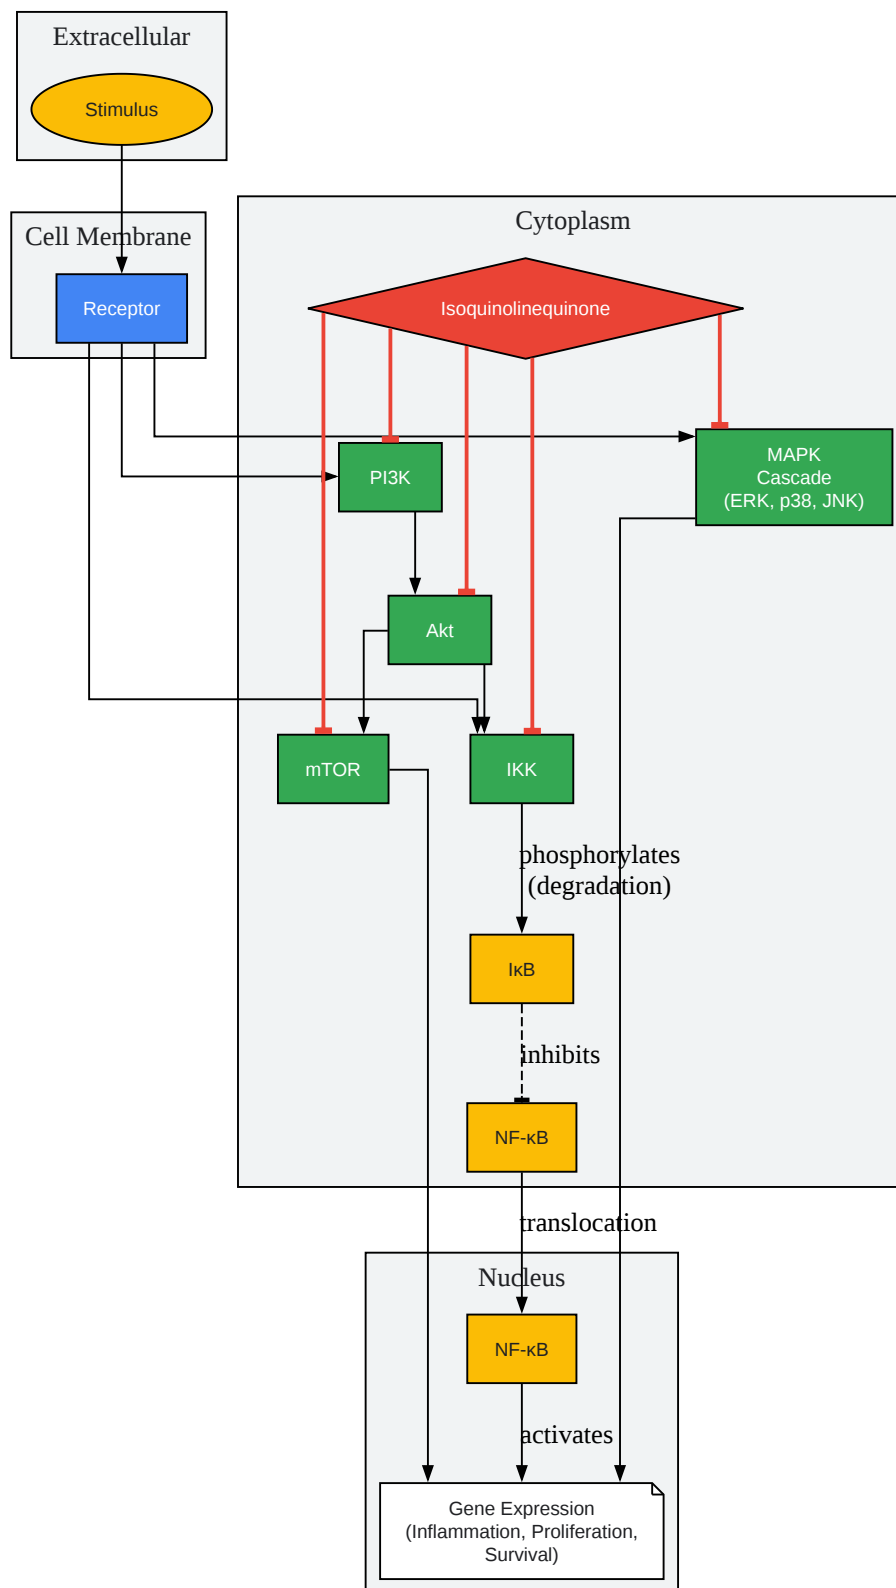 Extracellular
Stimulus
Cell Membrane
Receptor
Cytoplasm
Isoquinolinequinone
MAPK
Cascade
(ERK, p38, JNK)
PI3K
Akt
mTOR
IKK
phosphorylates
(degradation)
IκB
inhibits
NF-κB
translocation
Nucleus
NF-κB
activates
Gene Expression
(Inflammation, Proliferation,
Survival)